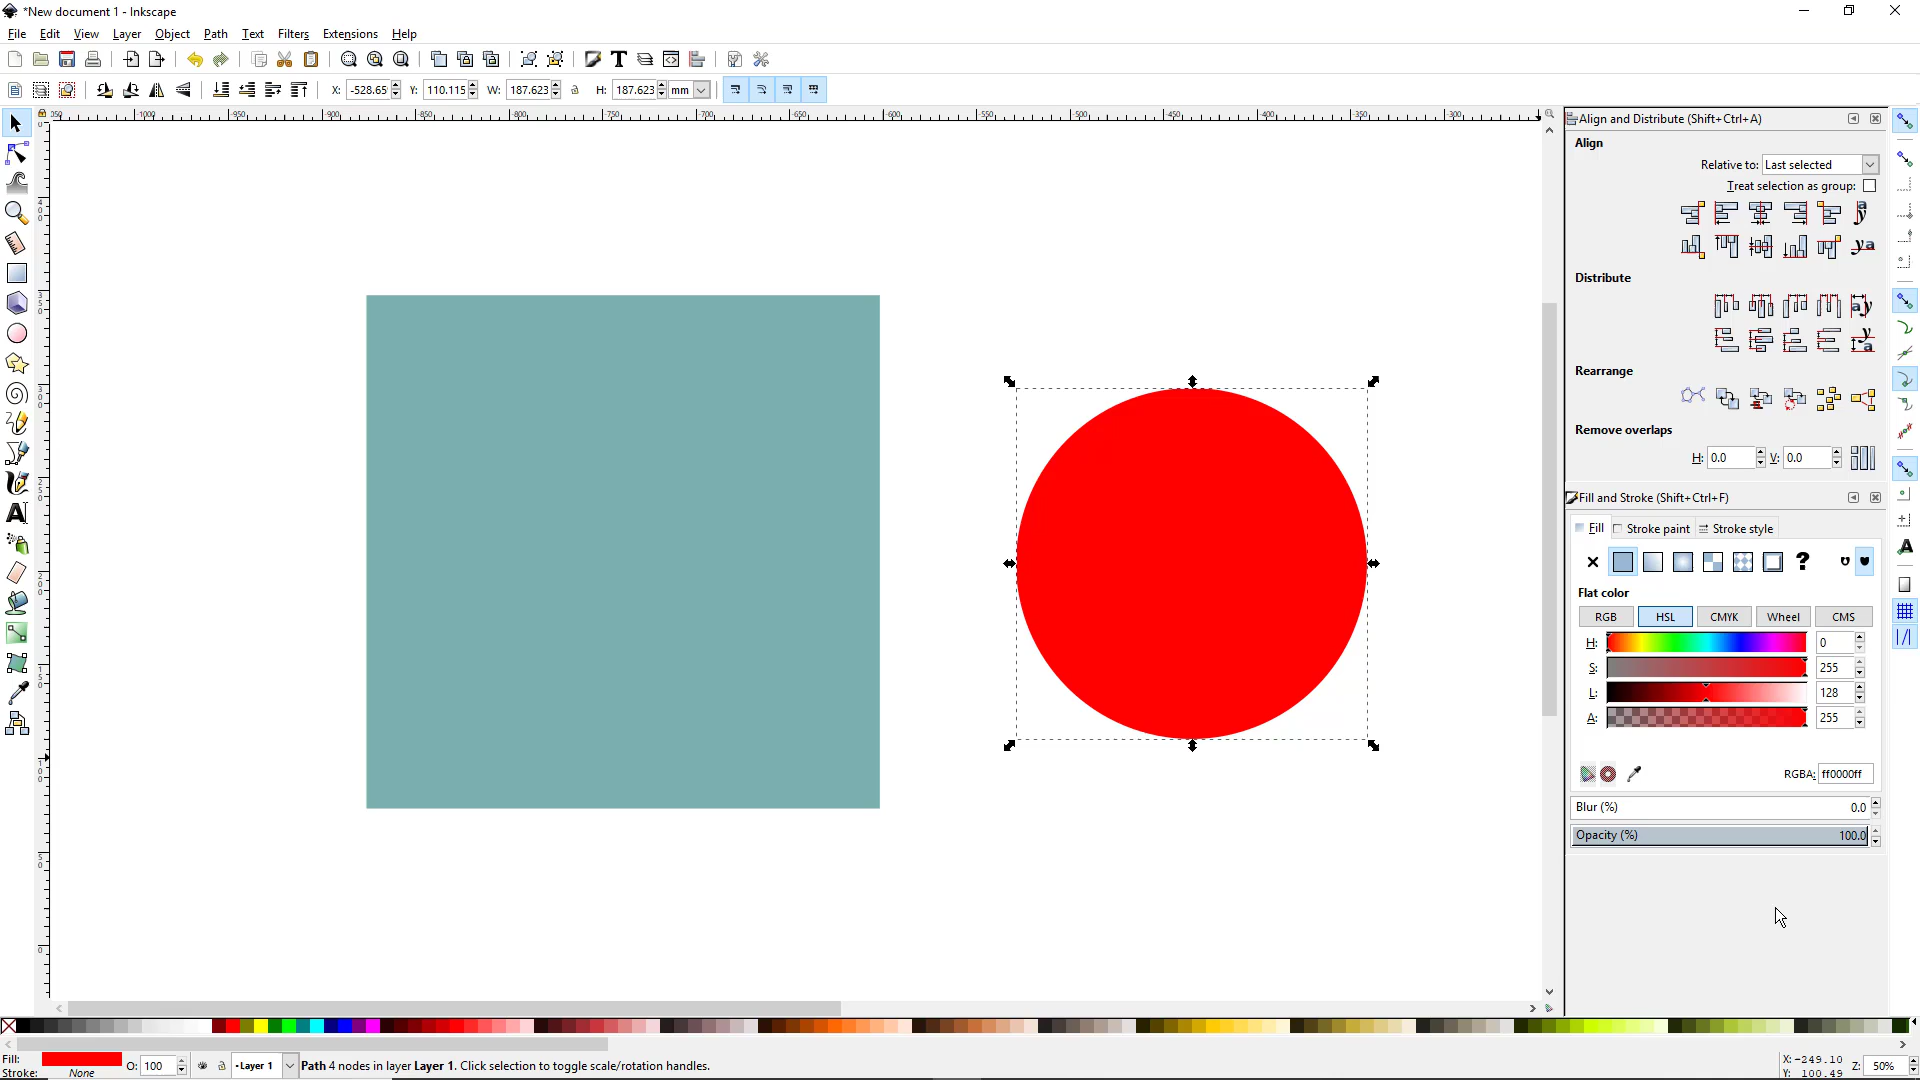 *New document 1 - Inkscape
File Edit View Layer Object Path Text Filters Extensions Help
X: -528.65 Y: 110.115 W: 187.623 H: 187.623 mm
Align and Distribute (Shift+Ctrl+A)
Align
Relative to: Last selected
Treat selection as group:
Distribute
Rearrange
Remove overlaps
H: 0.0 V: 0.0
Fill and Stroke (Shift+Ctrl+F)
Fill Stroke paint Stroke style
Flat color
RGB HSL CMYK Wheel CMS
H: 0
S: 255
L: 128
A: 255
RGBA: ff0000ff
Blur (%) 0.0
Opacity (%) 100.0
Fill: O: 100 •Layer 1 Path 4 nodes in layer Layer 1. Click selection to toggle scale/rotation handles.
Stroke: None
X: -249.10
Y: 100.49
Z: 50%